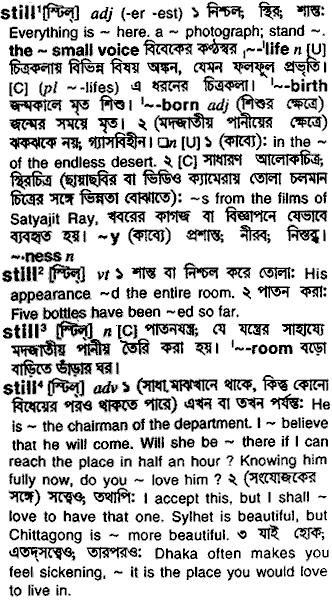 still¹ [স্টিল্] adj (-er -est) ১ নিশ্চল; স্থির; শান্ত:
Everything is ~ here. a ~ photograph; stand ~.
the ~ small voice বিবেকের কণ্ঠস্বর। ~-'life n [U]
চিত্রকলায় বিভিন্ন বিষয় অঙ্কন, যেমন ফলফুল প্রভৃতি।
[C] (pl ~-lifes) এ ধরনের চিত্রকলা। '~-birth
জন্মকালে মৃত শিশু। '~-born adj (শিশুর ক্ষেত্রে)
জন্মের সময়ে মৃত। ২ (মদজাতীয় পানীয়ের ক্ষেত্রে)
ঝকঝকে নয়; গ্যাসবিহীন। □n [U] ১ (কাব্যে): in the ~
of the endless desert. ২ [C] সাধারণ আলোকচিত্র;
স্থিরচিত্র (ছায়াছবির বা ভিডিও ক্যামেরায় তোলা চলমান
চিত্রের সঙ্গে ভিন্নতা বোঝাতে): ~s from the films of
Satyajit Ray, খবরের কাগজ বা বিজ্ঞাপনে যেভাবে
ব্যবহৃত হয়। ~y (কাব্যে) প্রশান্ত; নীরব; নিস্তব্ধ।
~.ness n
still² [স্টিল্] vt ১ শান্ত বা নিশ্চল করে তোলা: His
appearance ~d the entire room. ২ পাতন করা:
Five bottles have been ~ed so far.
still³ [স্টিল্] n [C] পাতনযন্ত্র; যে যন্ত্রের সাহায্যে
মদজাতীয় পানীয় তৈরি করা হয়। '~-room বড়ো
বাড়িতে ভাঁড়ার ঘর।
still⁴ [স্টিল্] adv ১ (সাধা. মাঝখানে থাকে, কিন্তু কোনো
বিধেয়ের পরও থাকতে পারে) এখন বা তখন পর্যন্ত: He
is ~ the chairman of the department. I ~ believe
that he will come. Will she be ~ there if I can
reach the place in half an hour ? Knowing him
fully now, do you ~ love him ? ২ (সংযোজকের
সঙ্গে) সত্ত্বেও, তথাপি: I accept this, but I shall ~
love to have that one. Sylhet is beautiful, but
Chittagong is ~ more beautiful. ৩ যাই হোক;
এতদ্‌সত্ত্বেও; তারপরও: Dhaka often makes you
feel sickening, ~ it is the place you would love
to live in.